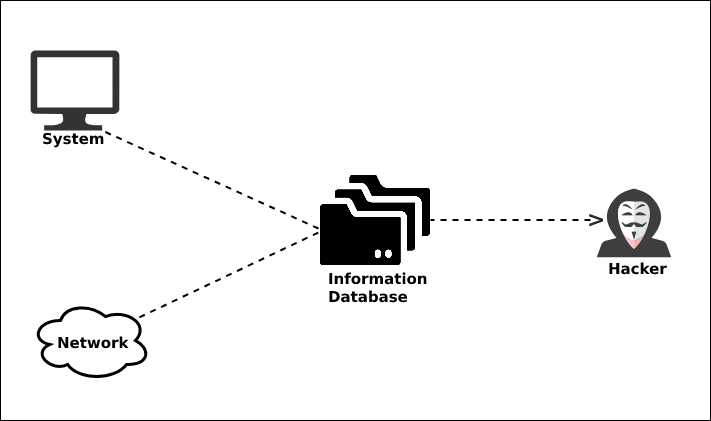 System
Information
Database
Hacker
Network